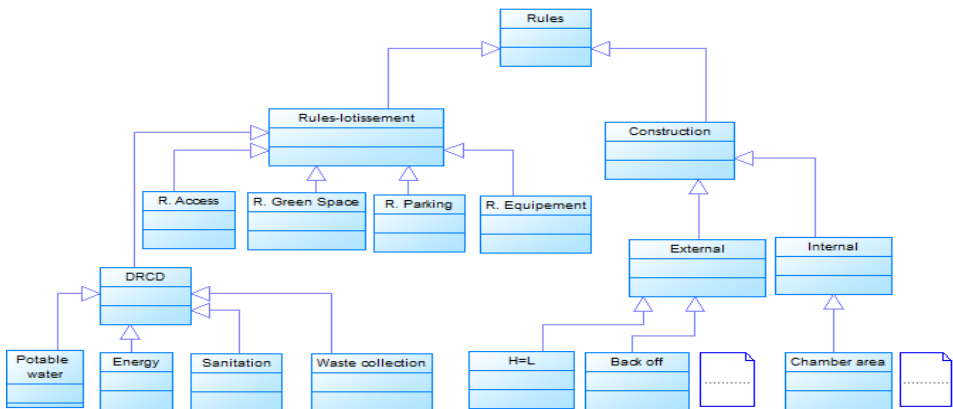 Rules
Rules-lotissement
Construction
R. Access
R. Green Space
R. Parking
R. Equipement
External
Internal
DRCD
Potable
water
Energy
Sanitation
Waste collection
H=L
Back off
............
Chamber area
............